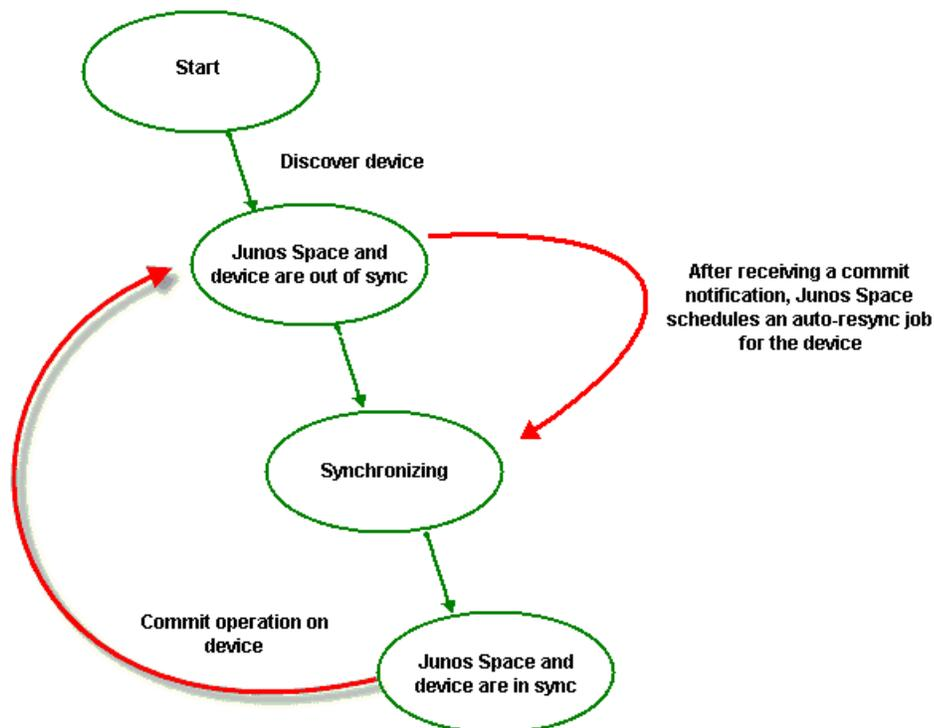 Start
Discover device
Junos Space and
device are out of sync
After receiving a commit
notification, Junos Space
schedules an auto-resync job
for the device
Synchronizing
Commit operation on
device
Junos Space and
device are in sync